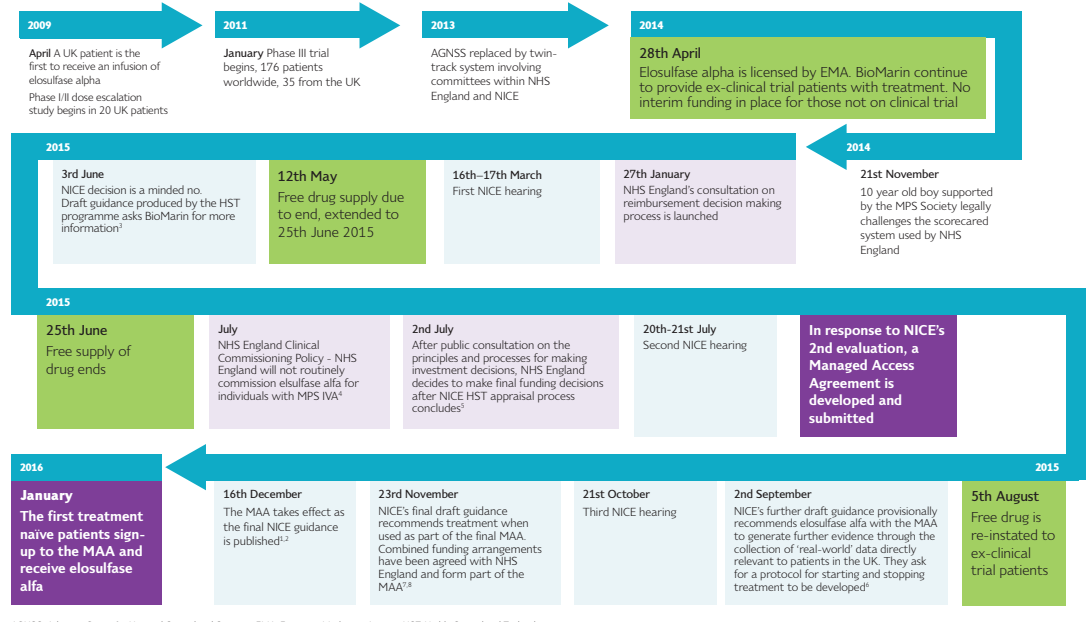 2009
April A UK patient is the
first to receive an infusion of
elosulfase alpha
Phase I/II dose escalation
study begins in 20 UK patients
2011
January Phase III trial
begins, 176 patients
worldwide, 35 from the UK
2013
AGNSS replaced by twin-
track system involving
committees within NHS
England and NICE
2014
28th April
Elosulfase alpha is licensed by EMA. BioMarin continue
to provide ex-clinical trial patients with treatment. No
interim funding in place for those not on clinical trial
2014
21st November
10 year old boy supported
by the MPS Society legally
challenges the scorecared
system used by NHS
England
2015
27th January
NHS England's consultation on
reimbursement decision making
process is launched
16th–17th March
First NICE hearing
12th May
Free drug supply due
to end, extended to
25th June 2015
3rd June
NICE decision is a minded no.
Draft guidance produced by the HST
programme asks BioMarin for more
information³
2015
25th June
Free supply of
drug ends
July
NHS England Clinical
Commissioning Policy - NHS
England will not routinely
commission elsulfase alfa for
individuals with MPS IVA⁴
2nd July
After public consultation on the
principles and processes for making
investment decisions, NHS England
decides to make final funding decisions
after NICE HST appraisal process
concludes⁵
20th-21st July
Second NICE hearing
In response to NICE's
2nd evaluation, a
Managed Access
Agreement is
developed and
submitted
2015
5th August
Free drug is
re-instated to
ex-clinical
trial patients
2nd September
NICE's further draft guidance provisionally
recommends elosulfase alfa with the MAA
to generate further evidence through the
collection of 'real-world' data directly
relevant to patients in the UK. They ask
for a protocol for starting and stopping
treatment to be developed⁶
21st October
Third NICE hearing
23rd November
NICE's final draft guidance
recommends treatment when
used as part of the final MAA.
Combined funding arrangements
have been agreed with NHS
England and form part of the
MAA⁷,⁸
16th December
The MAA takes effect as
the final NICE guidance
is published¹,²
2016
January
The first treatment
naïve patients sign-
up to the MAA and
receive elosulfase
alfa